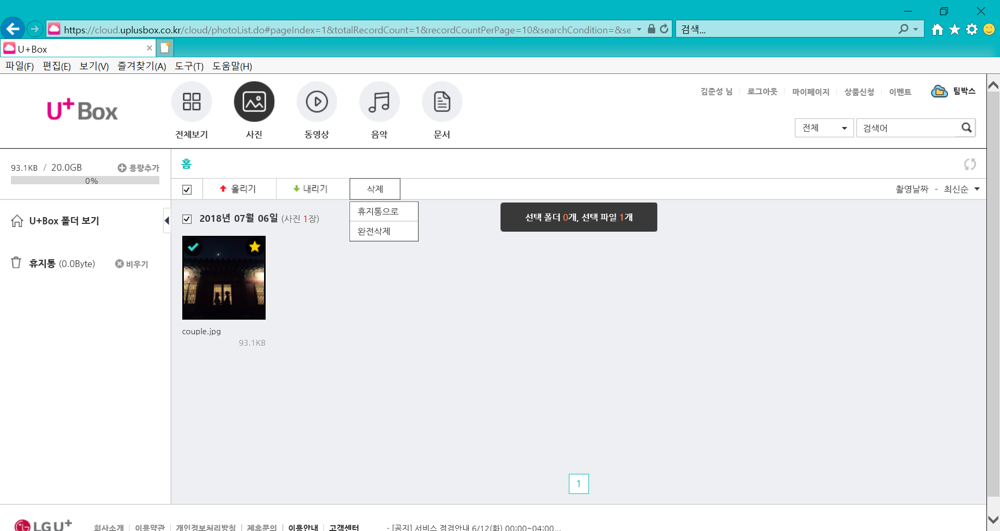 https://cloud.uplusbox.co.kr/cloud/photoList.do#pageIndex=1&totalRecordCount=1&recordCountPerPage=10&searchCondition=&se
검색...
U+Box
파일(F) 편집(E) 보기(V) 즐겨찾기(A) 도구(T) 도움말(H)
김준성 님 로그아웃 마이페이지 상품신청 이벤트 팀박스
U+ Box
전체보기 사진 동영상 음악 문서
전체 검색어
93.1KB / 20.0GB 용량추가
0%
홈
올리기 내리기 삭제
촬영날짜 - 최신순
휴지통으로
완전삭제
선택 폴더 0개, 선택 파일 1개
U+Box 폴더 보기
휴지통 (0.0Byte) 비우기
2018년 07월 06일 (사진 1장)
couple.jpg
93.1KB
1
LG U+
회사소개 이용약관 개인정보처리방침 제휴문의 이용안내 고객센터
- [공지] 서비스 점검안내 6/12(화) 00:00~04:00...